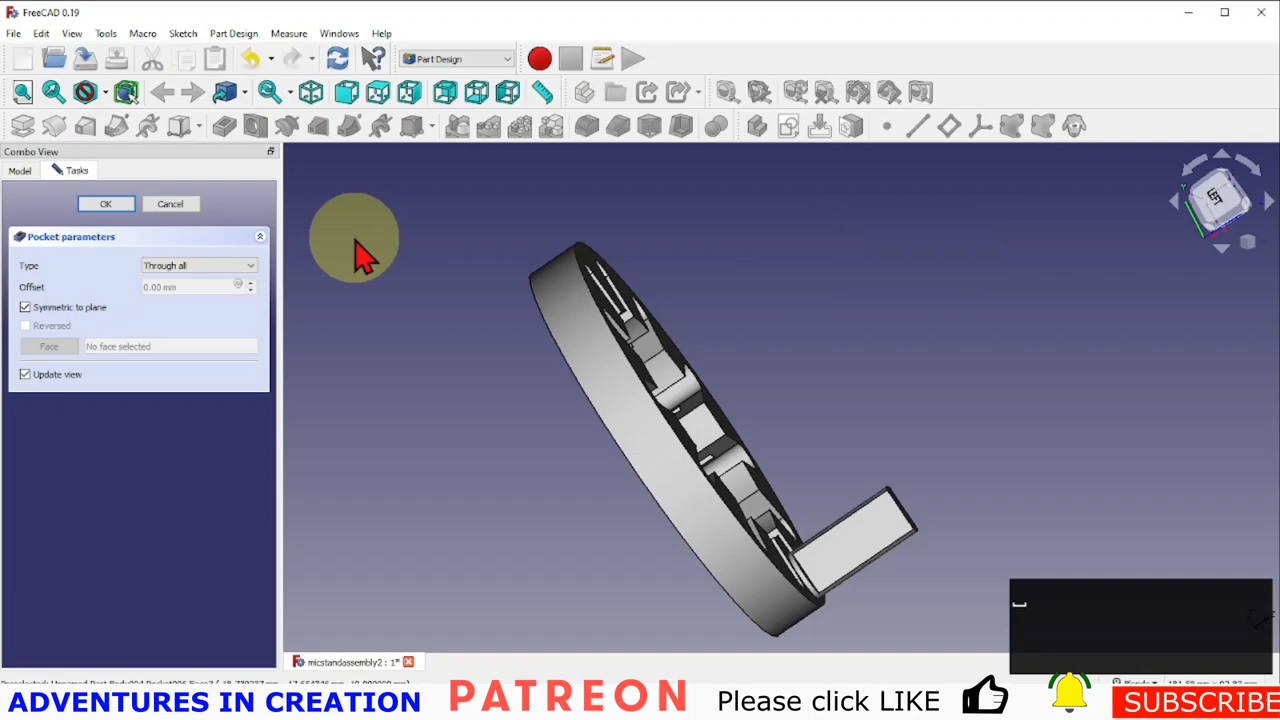 FreeCAD 0.19
File Edit View Tools Macro Sketch Part Design Measure Windows Help
Part Design
Combo View
Model Tasks
LEFT
OK Cancel
Pocket parameters
Type Through all
Offset 0.00 mm
Symmetric to plane
Reversed
Face No face selected
Update view
micstandassembly2 : 1*
ADVENTURES IN CREATION PATREON Please click LIKE SUBSCRIBE